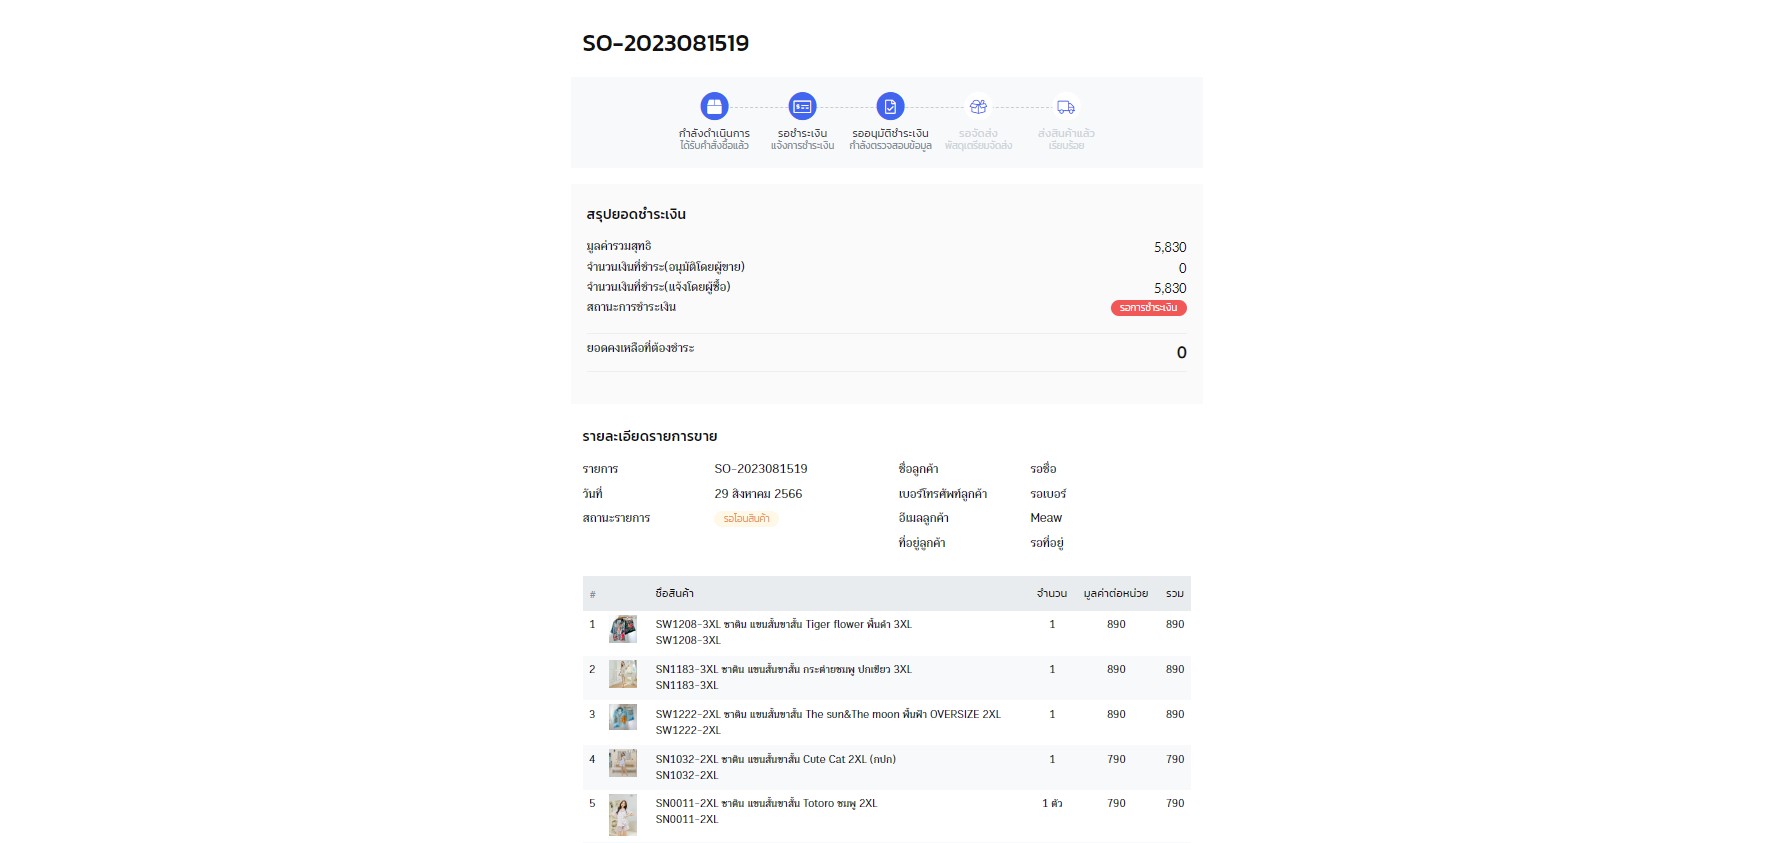 SO-2023081519
กำลังดำเนินการ
ได้รับคำสั่งซื้อแล้ว
รอชำระเงิน
แจ้งการชำระเงิน
รออนุมัติชำระเงิน
กำลังตรวจสอบข้อมูล
รอจัดส่ง
พัสดุเตรียมจัดส่ง
ส่งสินค้าแล้ว
เรียบร้อย
สรุปยอดชำระเงิน
มูลค่ารวมสุทธิ 5,830
จำนวนเงินที่ชำระ(อนุมัติโดยผู้ขาย) 0
จำนวนเงินที่ชำระ(แจ้งโดยผู้ซื้อ) 5,830
สถานะการชำระเงิน รอการชำระเงิน
ยอดคงเหลือที่ต้องชำระ 0
รายละเอียดรายการขาย
รายการ SO-2023081519 ชื่อลูกค้า รอชื่อ
วันที่ 29 สิงหาคม 2566 เบอร์โทรศัพท์ลูกค้า รอเบอร์
สถานะรายการ รอโอนสินค้า อีเมลลูกค้า Meaw
ที่อยู่ลูกค้า รอที่อยู่
# ชื่อสินค้า จำนวน มูลค่าต่อหน่วย รวม
1 SW1208-3XL ซาติน แขนสั้นขาสั้น Tiger flower พื้นดำ 3XL 1 890 890
SW1208-3XL
2 SN1183-3XL ซาติน แขนสั้นขาสั้น กระต่ายชมพู ปกเขียว 3XL 1 890 890
SN1183-3XL
3 SW1222-2XL ซาติน แขนสั้นขาสั้น The sun&The moon พื้นฟ้า OVERSIZE 2XL 1 890 890
SW1222-2XL
4 SN1032-2XL ซาติน แขนสั้นขาสั้น Cute Cat 2XL (กปก) 1 790 790
SN1032-2XL
5 SN0011-2XL ซาติน แขนสั้นขาสั้น Totoro ชมพู 2XL 1 ตัว 790 790
SN0011-2XL